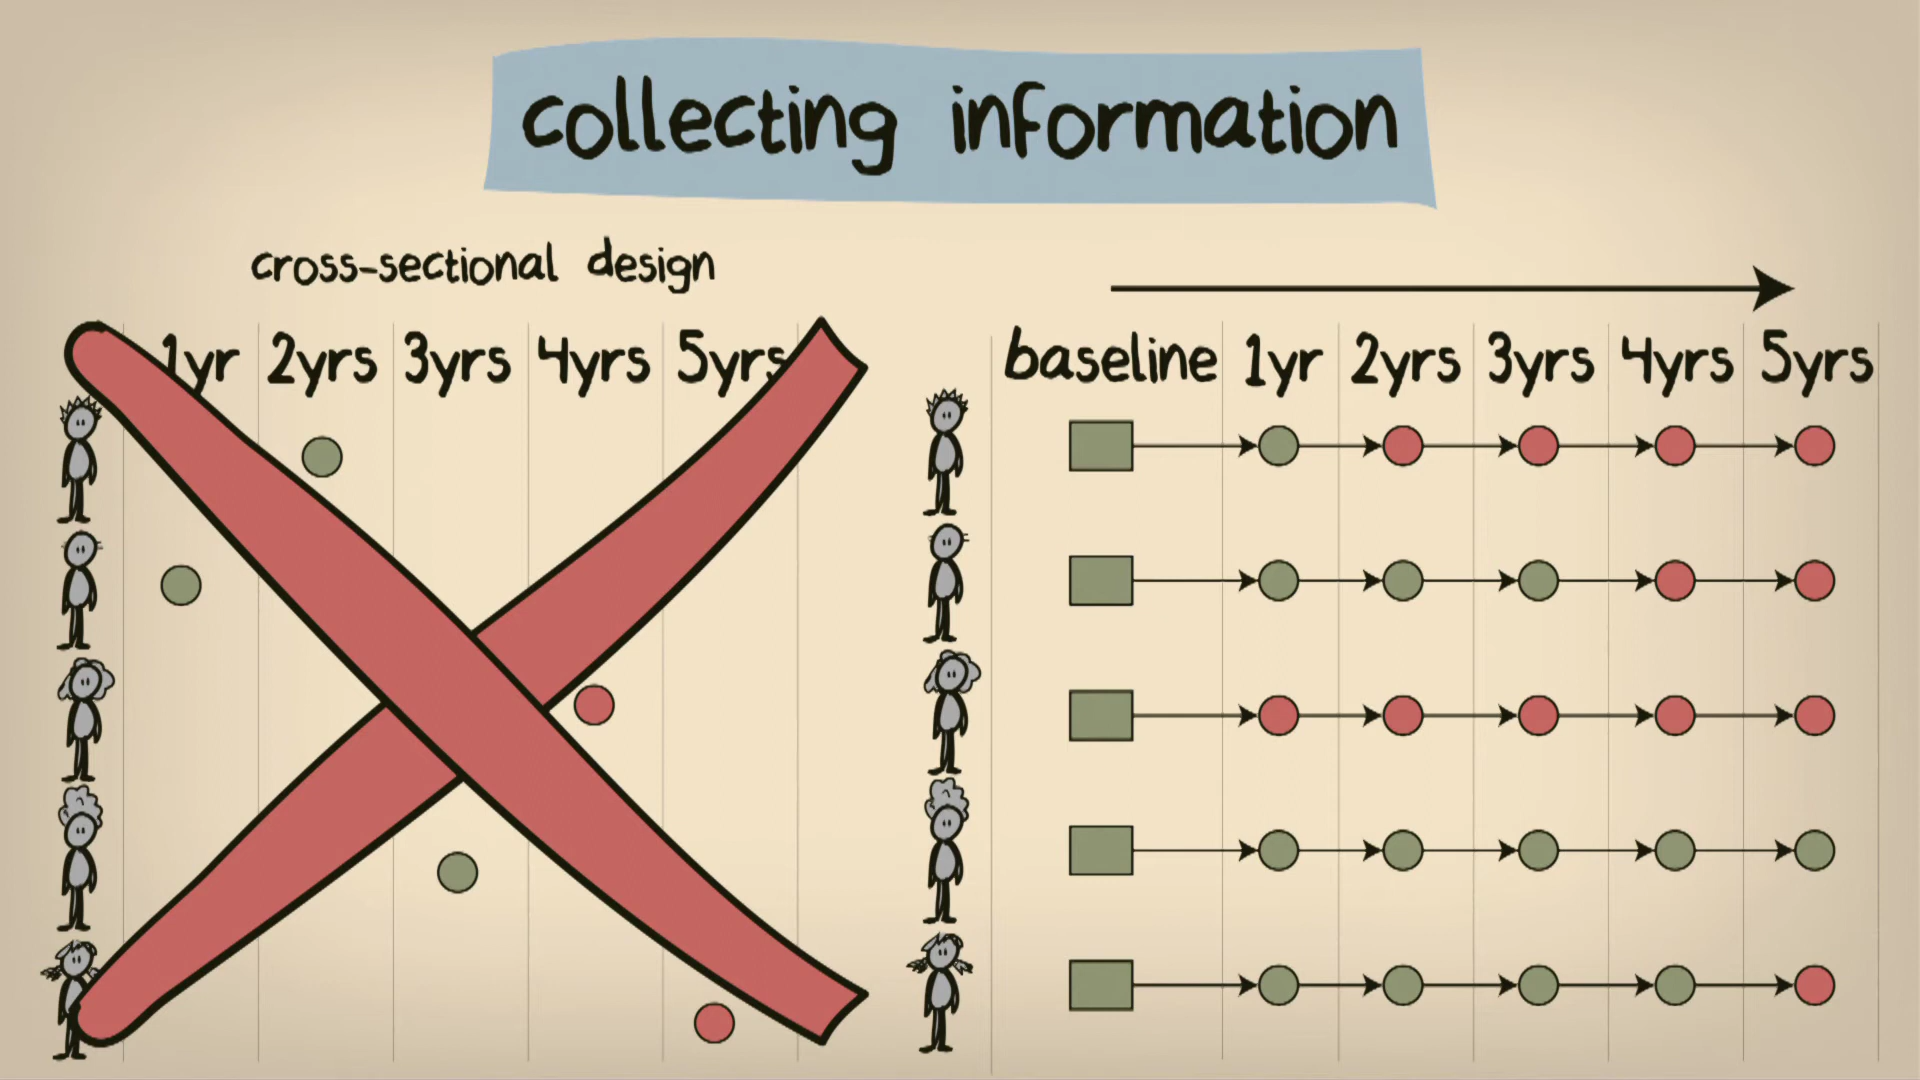 collecting information
cross-sectional design
1yr 2yrs 3yrs 4yrs 5yrs
baseline 1yr 2yrs 3yrs 4yrs 5yrs